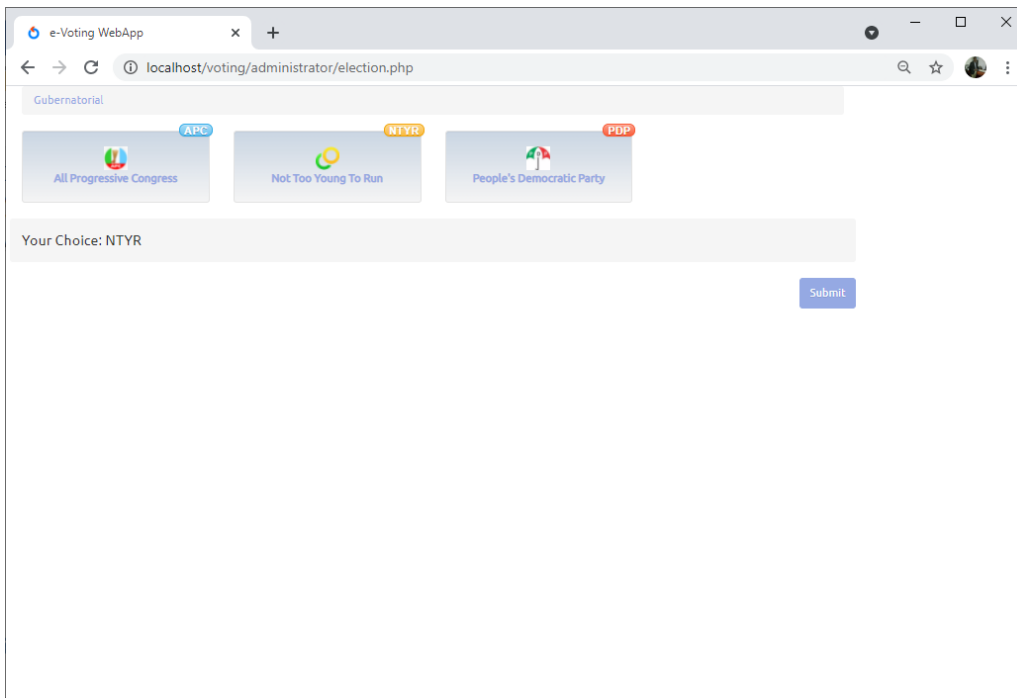 e-Voting WebApp
localhost/voting/administrator/election.php
Gubernatorial
APC
NTYR
PDP
All Progressive Congress
Not Too Young To Run
People's Democratic Party
Your Choice: NTYR
Submit